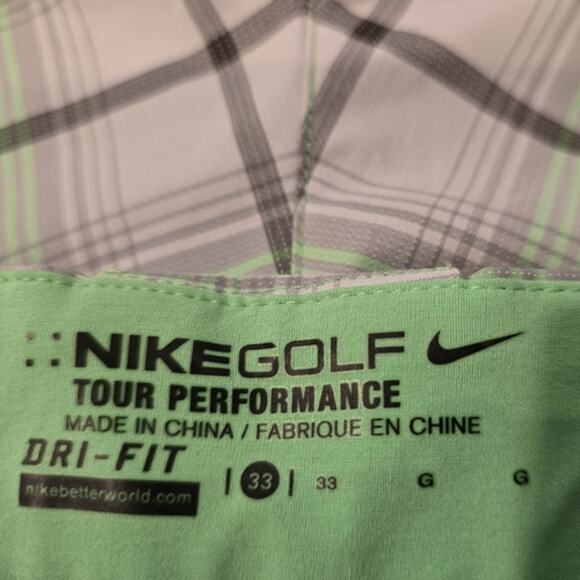 NIKEGOLF
TOUR PERFORMANCE
MADE IN CHINA / FABRIQUE EN CHINE
DRI-FIT
nikebetterworld.com
| 33 | 33 G G